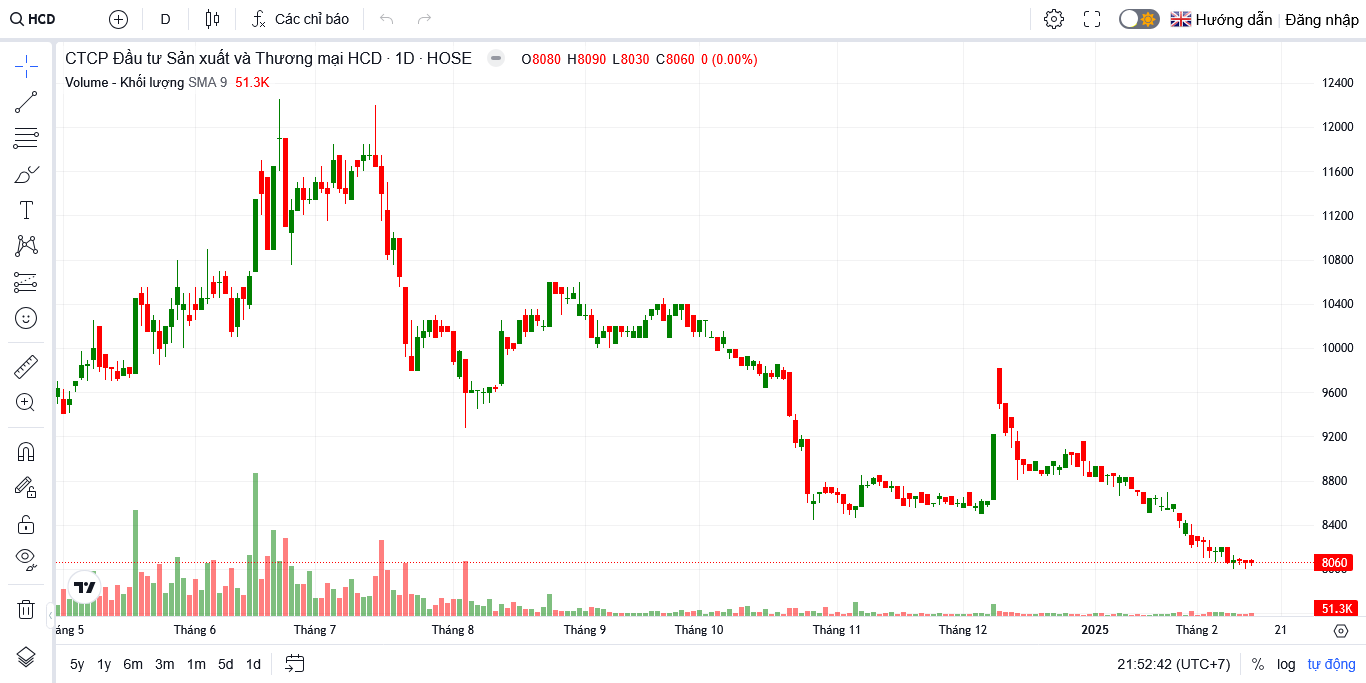 HCD D Các chỉ báo Hướng dẫn Đăng nhập
CTCP Đầu tư Sản xuất và Thương mại HCD · 1D · HOSE O8080 H8090 L8030 C8060 0 (0.00%)
Volume - Khối lượng SMA 9 51.3K
12400
12000
11600
11200
10800
10400
10000
9600
9200
8800
8400
8060
51.3K
áng 5 Tháng 6 Tháng 7 Tháng 8 Tháng 9 Tháng 10 Tháng 11 Tháng 12 2025 Tháng 2 21
5y 1y 6m 3m 1m 5d 1d 21:52:42 (UTC+7) % log tự động